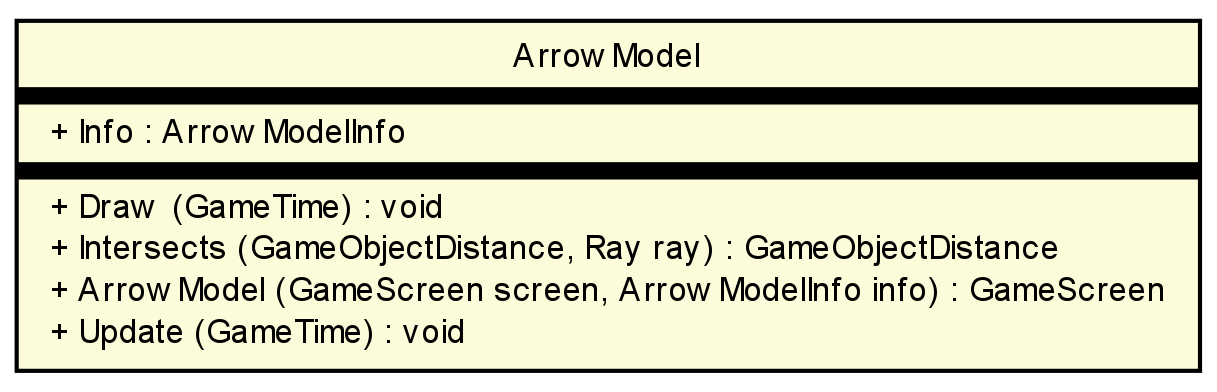 Arrow Model
+ Info : Arrow ModelInfo
+ Draw (GameTime) : void
+ Intersects (GameObjectDistance, Ray ray) : GameObjectDistance
+ Arrow Model (GameScreen screen, Arrow ModelInfo info) : GameScreen
+ Update (GameTime) : void